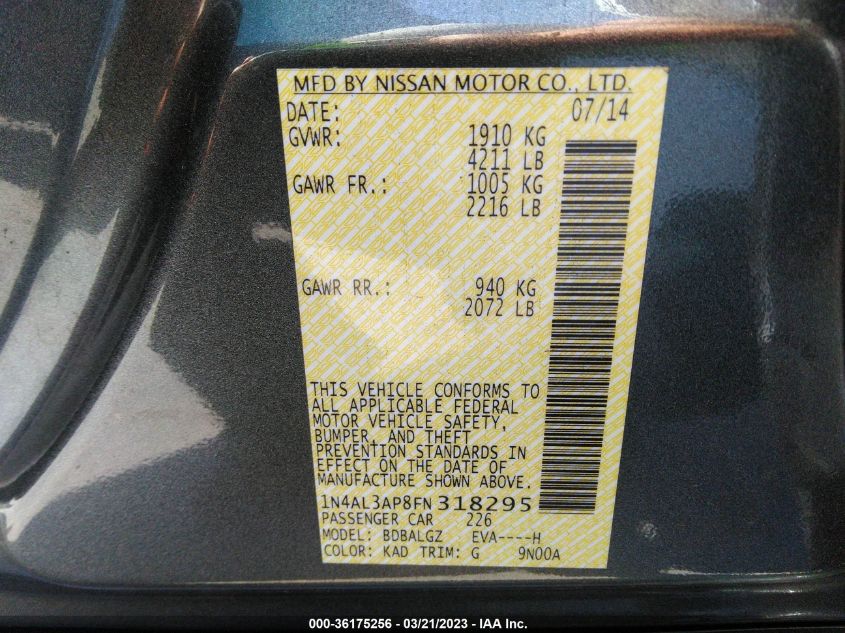 MFD BY NISSAN MOTOR CO., LTD.
DATE: 07/14
GVWR: 1910 KG
4211 LB
GAWR FR.: 1005 KG
2216 LB
GAWR RR.: 940 KG
2072 LB
THIS VEHICLE CONFORMS TO
ALL APPLICABLE FEDERAL
MOTOR VEHICLE SAFETY,
BUMPER, AND THEFT
PREVENTION STANDARDS IN
EFFECT ON THE DATE OF
MANUFACTURE SHOWN ABOVE.
1N4AL3AP8FN318295
PASSENGER CAR 226
MODEL: BDBALGZ EVA----H
COLOR: KAD TRIM: G 9N00A
000-36175256 - 03/21/2023 - IAA Inc.